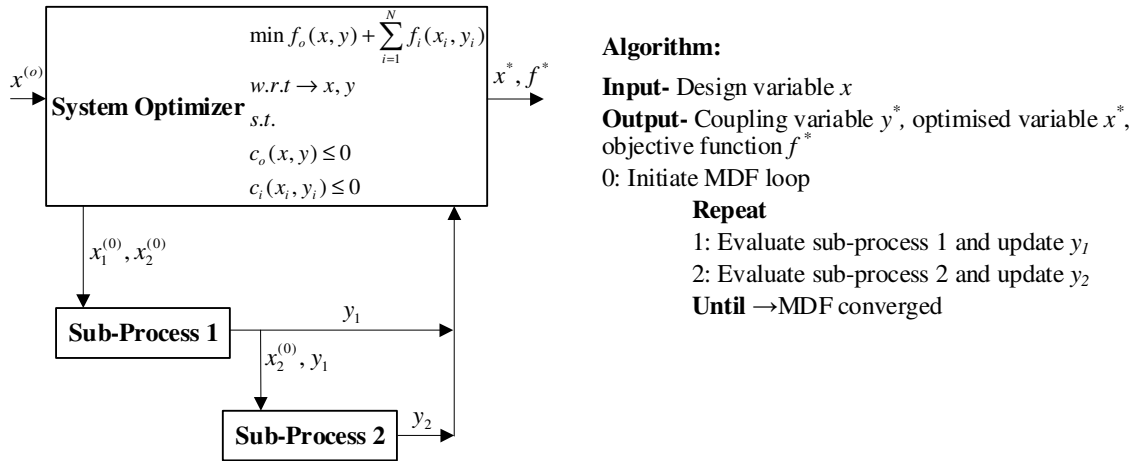 min f_o(x, y) + \sum_{i=1}^{N} f_i(x_i, y_i)
x^{(o)}
System Optimizer
w.r.t → x, y
s.t.
c_o(x, y) ≤ 0
c_i(x_i, y_i) ≤ 0
x^*, f^*
x_1^{(0)}, x_2^{(0)}
Sub-Process 1
y_1
x_2^{(0)}, y_1
Sub-Process 2
y_2
Algorithm:
Input- Design variable x
Output- Coupling variable y^*, optimised variable x^*,
objective function f^*
0: Initiate MDF loop
Repeat
1: Evaluate sub-process 1 and update y_1
2: Evaluate sub-process 2 and update y_2
Until →MDF converged